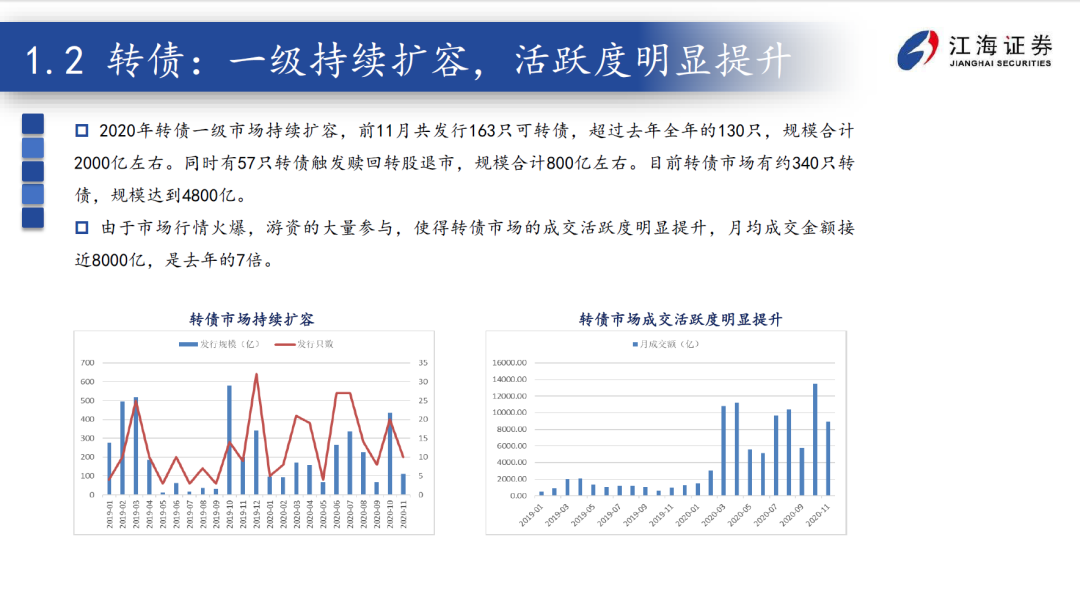 1.2 转债：一级持续扩容，活跃度明显提升
江海证券
JIANGHAI SECURITIES
2020年转债一级市场持续扩容，前11月共发行163只可转债，超过去年全年的130只，规模合计
2000亿左右。同时有57只转债触发赎回转股退市，规模合计800亿左右。目前转债市场有约340只转
债，规模达到4800亿。
由于市场行情火爆，游资的大量参与，使得转债市场的成交活跃度明显提升，月均成交金额接
近8000亿，是去年的7倍。
转债市场持续扩容
发行规模（亿） 发行只数
700
600
500
400
300
200
100
0
35
30
25
20
15
10
5
0
2019-01 2019-02 2019-03 2019-04 2019-05 2019-06 2019-07 2019-08 2019-09 2019-10 2019-11 2019-12 2020-01 2020-02 2020-03 2020-04 2020-05 2020-06 2020-07 2020-08 2020-09 2020-10 2020-11
转债市场成交活跃度明显提升
月成交额（亿）
16000.00
14000.00
12000.00
10000.00
8000.00
6000.00
4000.00
2000.00
0.00
2019-01 2019-03 2019-05 2019-07 2019-09 2019-11 2020-01 2020-03 2020-05 2020-07 2020-09 2020-11